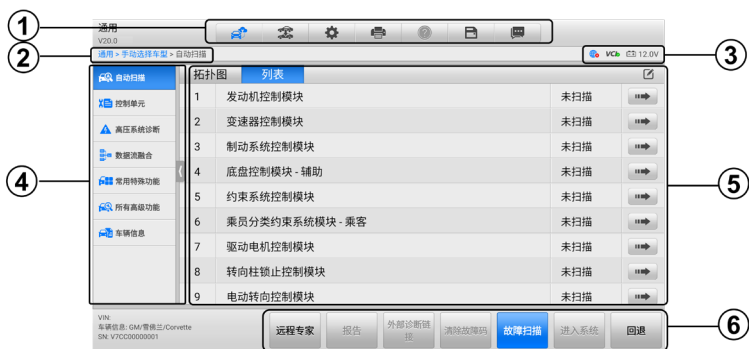 通用
V20.0
通用 > 手动选择车型 > 自动扫描
VCI 12.0V
自动扫描
控制单元
高压系统诊断
数据流融合
常用特殊功能
所有高级功能
车辆信息
拓扑图 列表
1 发动机控制模块 未扫描
2 变速器控制模块 未扫描
3 制动系统控制模块 未扫描
4 底盘控制模块 - 辅助 未扫描
5 约束系统控制模块 未扫描
6 乘员分类约束系统模块 - 乘客 未扫描
7 驱动电机控制模块 未扫描
8 转向柱锁止控制模块 未扫描
9 电动转向控制模块 未扫描
VIN:
车辆信息: GM/雪佛兰/Corvette
SN: V7CC00000001
远程专家 报告 外部诊断链接 清除故障码 故障扫描 进入系统 回退
1
2
3
4
5
6